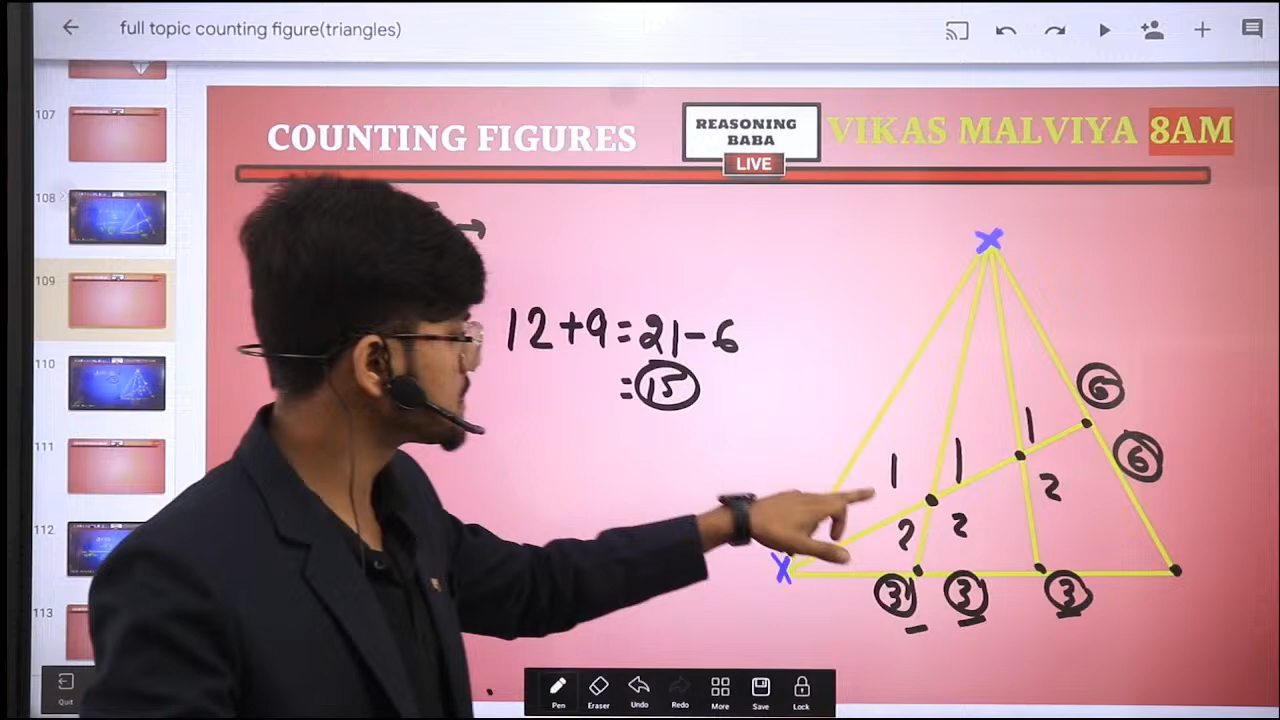 full topic counting figure(triangles)
107
108
109
110
111
112
113
COUNTING FIGURES
REASONING
BABA
LIVE
VIKAS MALVIYA 8AM
12+9=21-6
=15
X
6
1 1 1 6
2 2 2
X
3 3 3
Quit
Pen Eraser Undo Redo More Save Lock